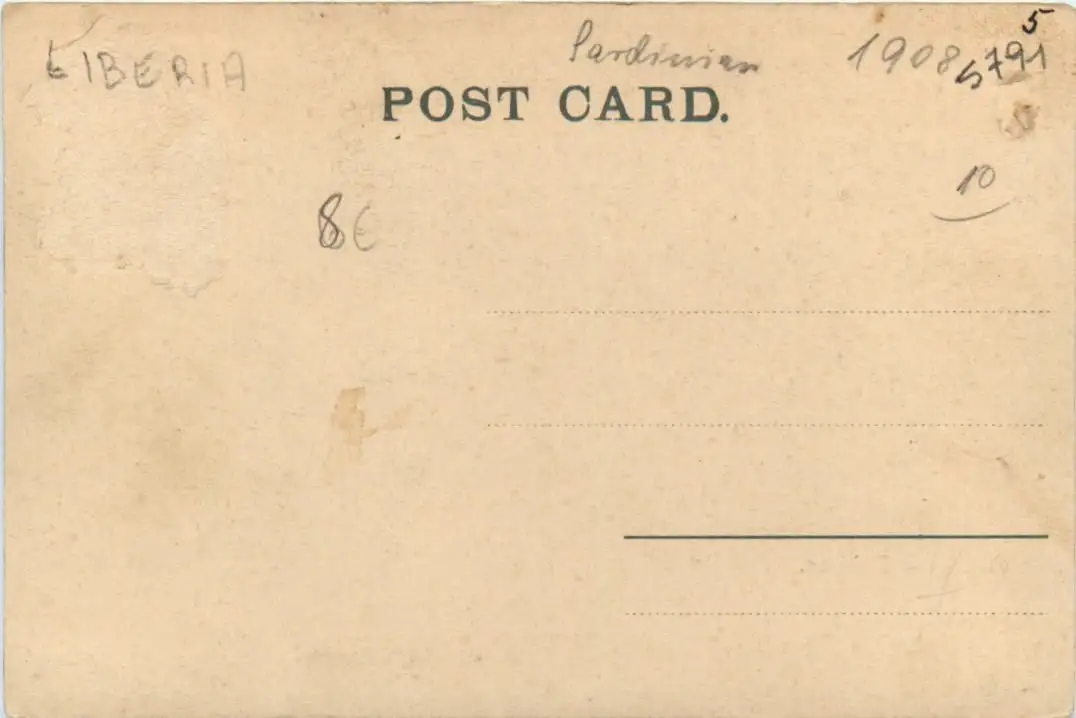 5
LIBERIA Sardinian 1908 5791
POST CARD.
10
8€